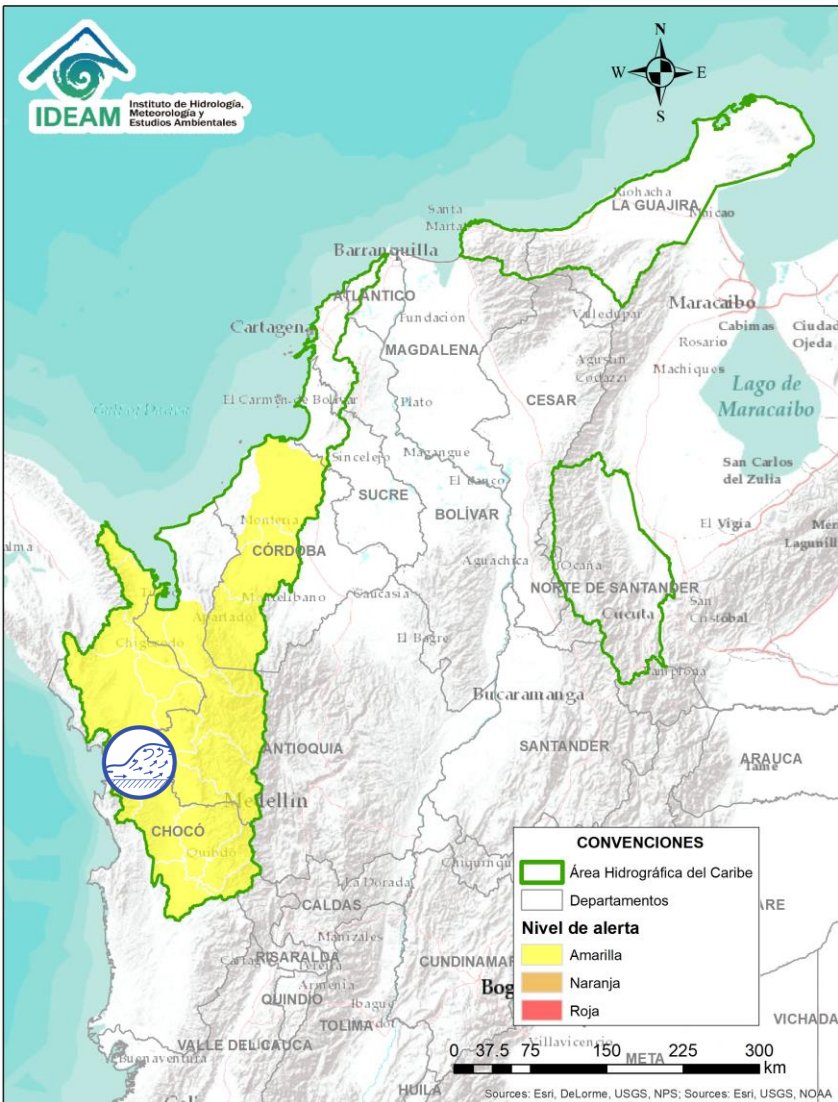 IDEAM
Instituto de Hidrología,
Meteorología y
Estudios Ambientales
N
W
E
S
Riohacha
LA GUAJIRA
Maicao
Santa
Marta
Barranquilla
ATLÁNTICO
Cartagena
Fundación
MAGDALENA
Valledupar
Maracaibo
Cabimas
Ciudad
Ojeda
Rosario
Machiques
Agustín
Codazzi
CESAR
Lago de
Maracaibo
El Carmen de Bolívar
Plato
Sincelejo
Magangué
SUCRE
El Banco
BOLÍVAR
San Carlos
del Zulia
El Vigía
Montería
CÓRDOBA
Aguachica
Ocaña
NORTE DE SANTANDER
Cúcuta
San
Cristóbal
Montelibano
Caucasia
Apartadó
El Bagre
Pamplona
Bucaramanga
ANTIOQUIA
SANTANDER
ARAUCA
Tame
Medellín
CHOCÓ
Quibdó
La Dorada
CALDAS
Manizales
RISARALDA
Pereira
Armenia
QUINDÍO
Ibagué
TOLIMA
VALLE DEL CAUCA
Buenaventura
HUILA
Villavicencio
META
VICHADA
CONVENCIONES
Área Hidrográfica del Caribe
Departamentos
Nivel de alerta
Amarilla
Naranja
Roja
0 37.5 75 150 225 300
km
Sources: Esri, DeLorme, USGS, NPS; Sources: Esri, USGS, NOAA